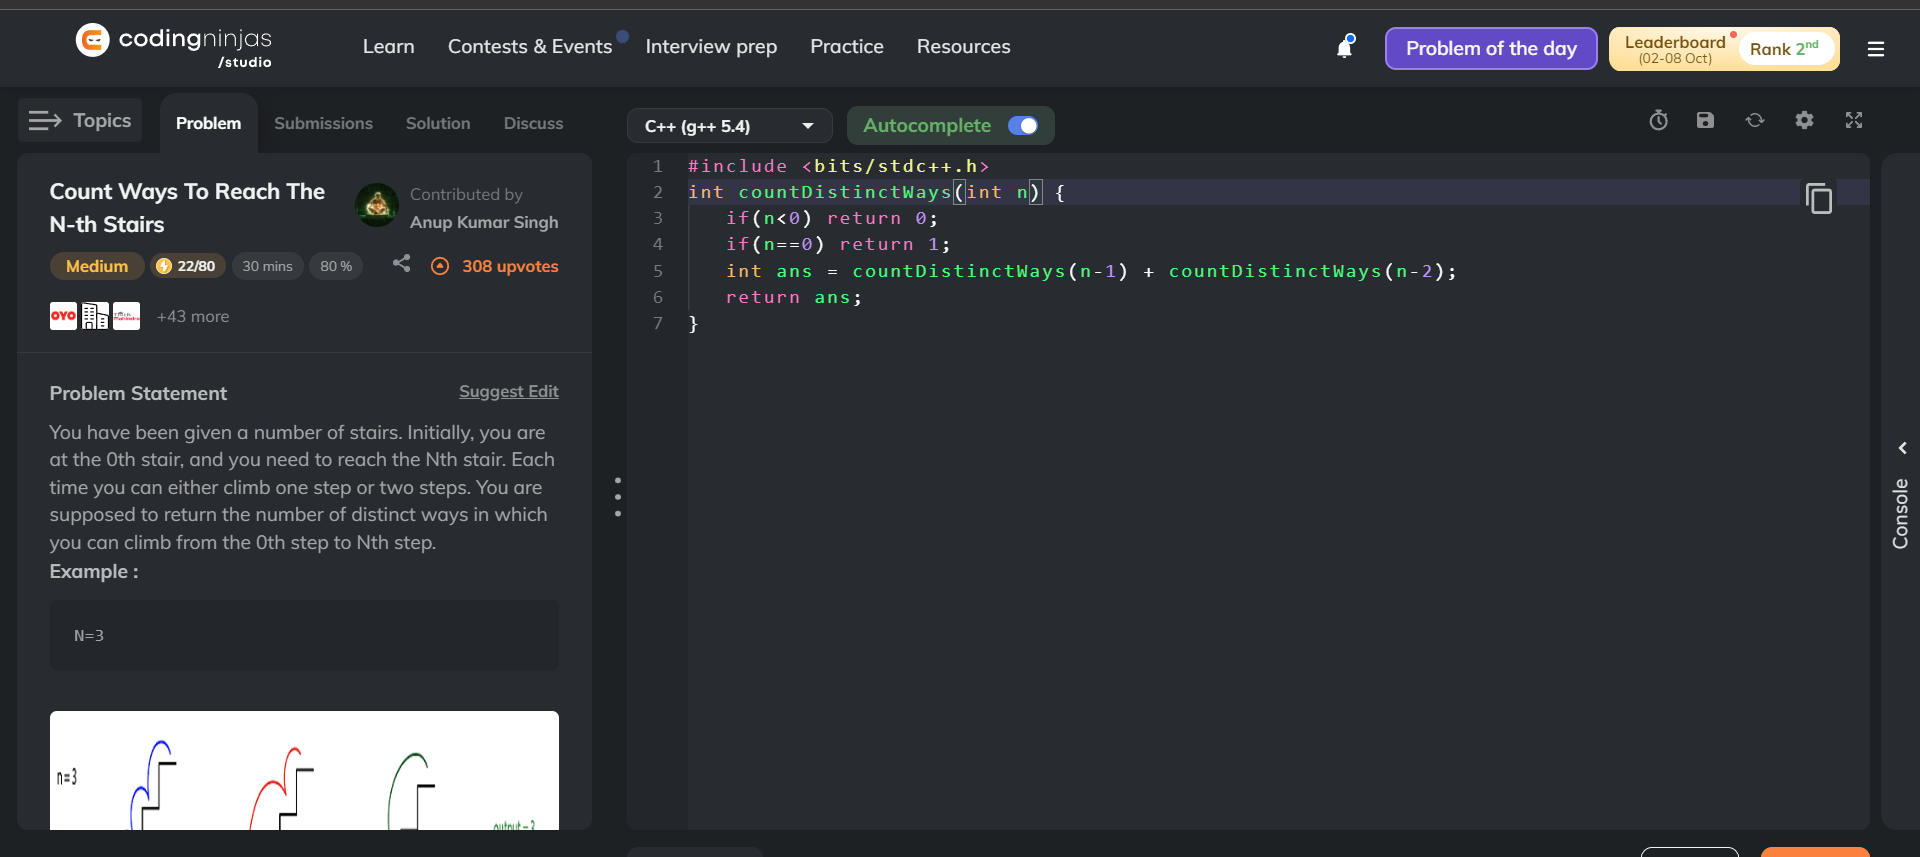 codingninjas
/studio
Learn
Contests & Events
Interview prep
Practice
Resources
Problem of the day
Leaderboard
(02-08 Oct)
Rank 2nd
Topics
Problem
Submissions
Solution
Discuss
C++ (g++ 5.4)
Autocomplete
Count Ways To Reach The
N-th Stairs
Contributed by
Anup Kumar Singh
Medium
22/80
30 mins
80 %
308 upvotes
OYO
+43 more
Problem Statement
Suggest Edit
You have been given a number of stairs. Initially, you are
at the 0th stair, and you need to reach the Nth stair. Each
time you can either climb one step or two steps. You are
supposed to return the number of distinct ways in which
you can climb from the 0th step to Nth step.
Example :
N=3
n=3
output=3
1 #include <bits/stdc++.h>
2 int countDistinctWays(int n) {
3 if(n<0) return 0;
4 if(n==0) return 1;
5 int ans = countDistinctWays(n-1) + countDistinctWays(n-2);
6 return ans;
7 }
Console